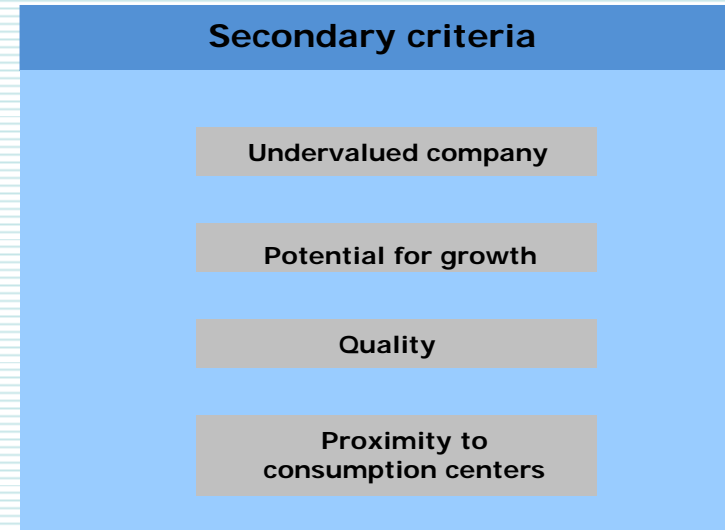 Secondary criteria
Undervalued company
Potential for growth
Quality
Proximity to
consumption centers